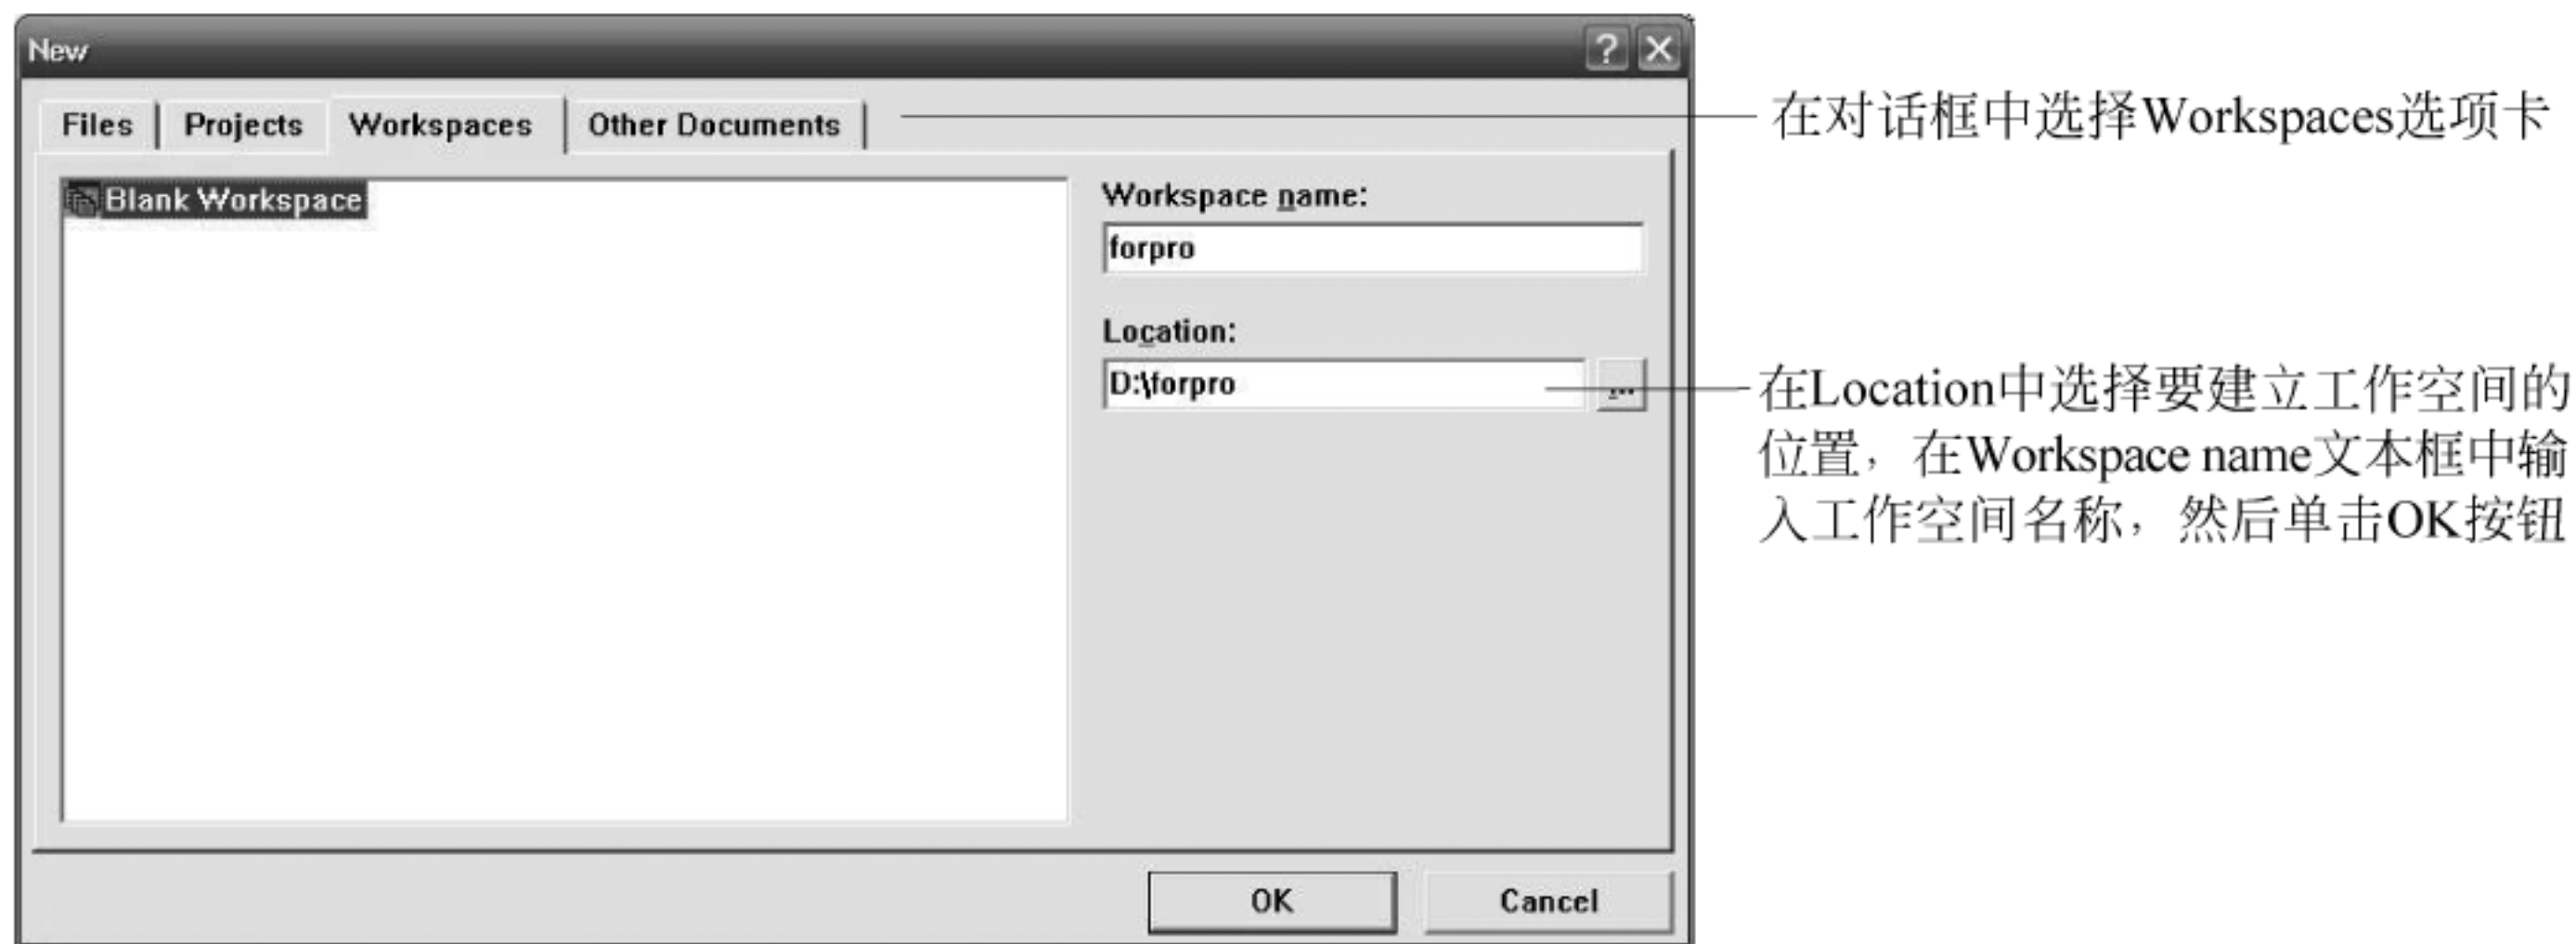 New
Files
Projects
Workspaces
Other Documents
在对话框中选择Workspaces选项卡
Blank Workspace
Workspace name:
forpro
Location:
D:\forpro
...
在Location中选择要建立工作空间的
位置，在Workspace name文本框中输
入工作空间名称，然后单击OK按钮
OK
Cancel